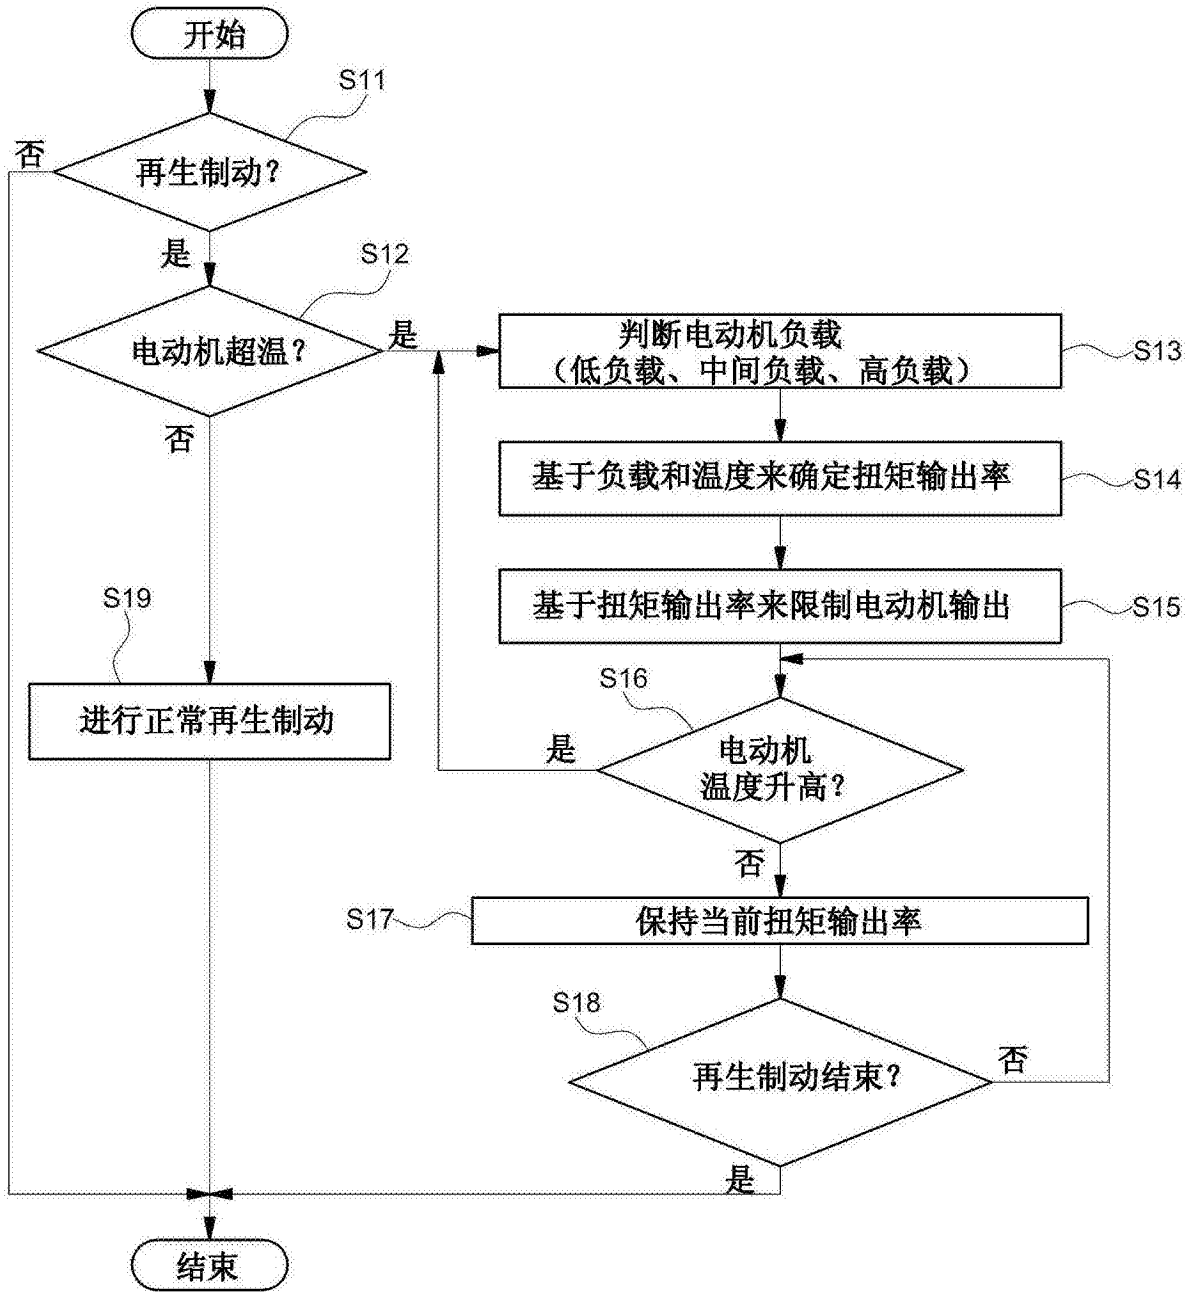 开始
S11
否
再生制动?
是
S12
电动机超温?
是
判断电动机负载
(低负载、中间负载、高负载)
S13
否
基于负载和温度来确定扭矩输出率
S14
S19
基于扭矩输出率来限制电动机输出
S15
进行正常再生制动
S16
是
电动机
温度升高?
否
S17
保持当前扭矩输出率
S18
再生制动结束?
否
是
结束